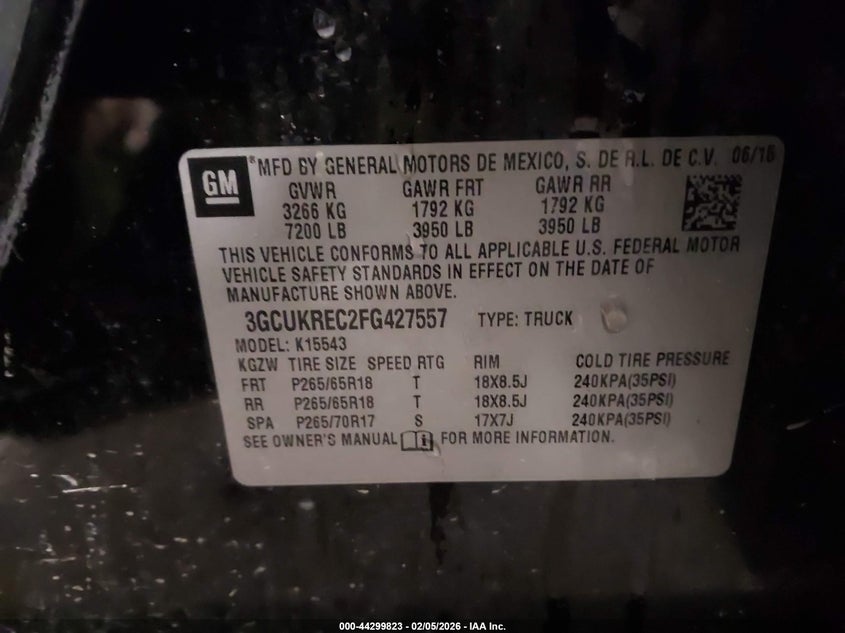 GM
® MFD BY GENERAL MOTORS DE MEXICO, S. DE R.L. DE C.V. 06/15
GVWR GAWR FRT GAWR RR
3266 KG 1792 KG 1792 KG
7200 LB 3950 LB 3950 LB
THIS VEHICLE CONFORMS TO ALL APPLICABLE U.S. FEDERAL MOTOR
VEHICLE SAFETY STANDARDS IN EFFECT ON THE DATE OF
MANUFACTURE SHOWN ABOVE.
3GCUKREC2FG427557 TYPE: TRUCK
MODEL: K15543
KGZW TIRE SIZE SPEED RTG RIM COLD TIRE PRESSURE
FRT P265/65R18 T 18X8.5J 240KPA(35PSI)
RR P265/65R18 T 18X8.5J 240KPA(35PSI)
SPA P265/70R17 S 17X7J 240KPA(35PSI)
SEE OWNER'S MANUAL i FOR MORE INFORMATION.
000-44299823 - 02/05/2026 - IAA Inc.